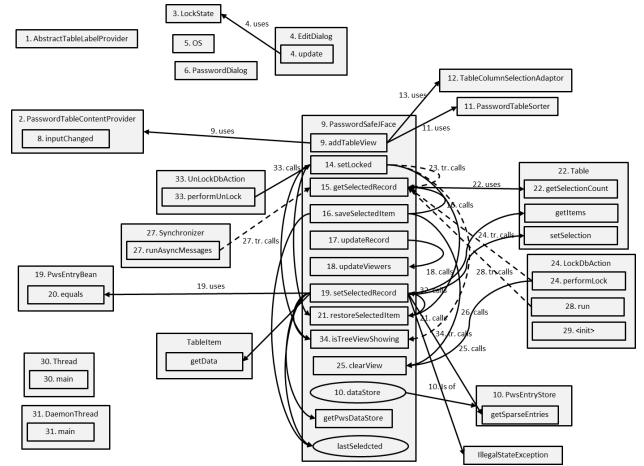 3. LockState
4. uses
4. EditDialog
4. update
1. AbstractTableLabelProvider
5. OS
6. PasswordDialog
12. TableColumnSelectionAdaptor
13. uses
11. PasswordTableSorter
11. uses
2. PasswordTableContentProvider
8. inputChanged
9. uses
9. PasswordSafeJFace
9. addTableView
14. setLocked
23. tr. calls
33. calls
33. UnLockDbAction
33. performUnLock
15. getSelectedRecord
22. uses
22. Table
22. getSelectionCount
getItems
setSelection
16. saveSelectedItem
24. tr. calls
27. Synchronizer
27. runAsyncMessages
27. tr. calls
17. updateRecord
18. updateViewers
18. calls
28. tr. calls
24. LockDbAction
24. performLock
28. run
29. <init>
19. PwsEntryBean
20. equals
19. uses
19. setSelectedRecord
26. calls
21. restoreSelectedItem
21. calls
34. isTreeViewShowing
34. tr. calls
25. calls
TableItem
getData
25. clearView
30. Thread
30. main
10. dataStore
10. Is of
10. PwsEntryStore
getSparseEntries
31. DaemonThread
31. main
getPwsDataStore
lastSeledcted
IllegalStateException